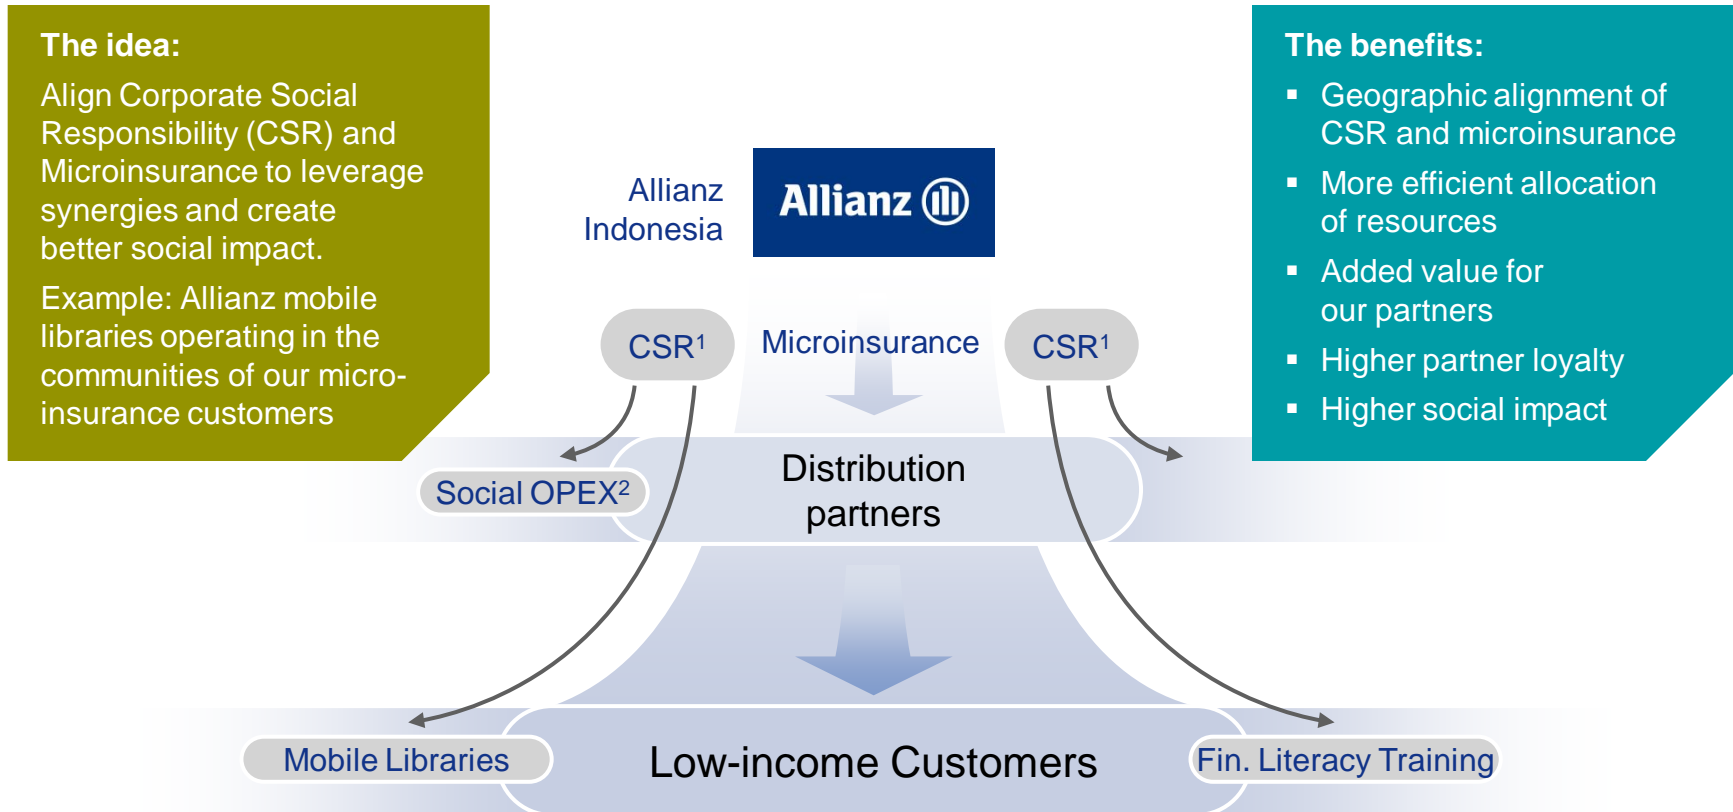 The idea:
Align Corporate Social
Responsibility (CSR) and
Microinsurance to leverage
synergies and create
better social impact.
Example: Allianz mobile
libraries operating in the
communities of our micro-
insurance customers
The benefits:
▪ Geographic alignment of
CSR and microinsurance
▪ More efficient allocation
of resources
▪ Added value for
our partners
▪ Higher partner loyalty
▪ Higher social impact
Allianz
Indonesia
Allianz
CSR¹
Microinsurance
CSR¹
Social OPEX²
Distribution
partners
Mobile Libraries
Low-income Customers
Fin. Literacy Training